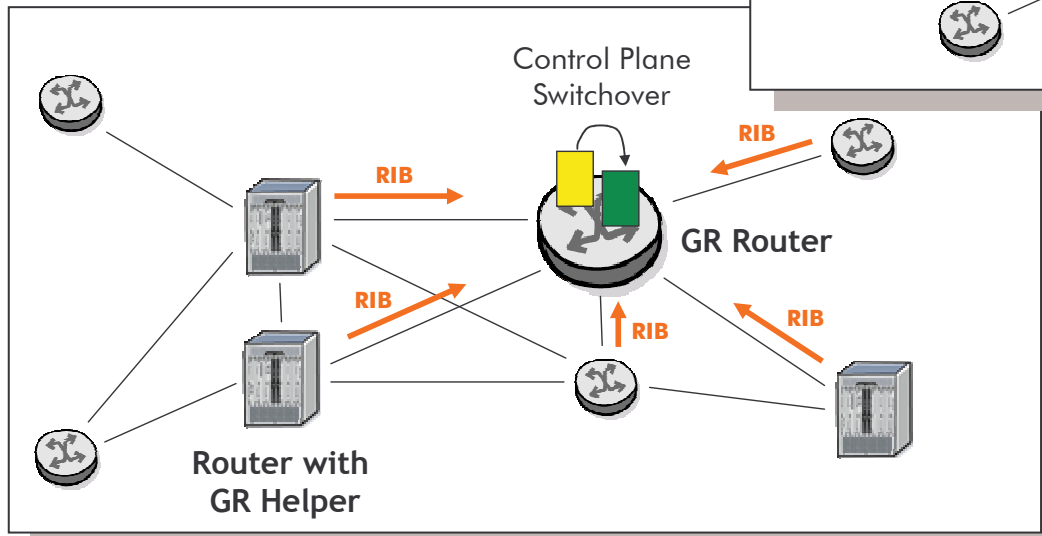 Control Plane
Switchover
RIB
RIB
GR Router
RIB
RIB
RIB
Router with
GR Helper